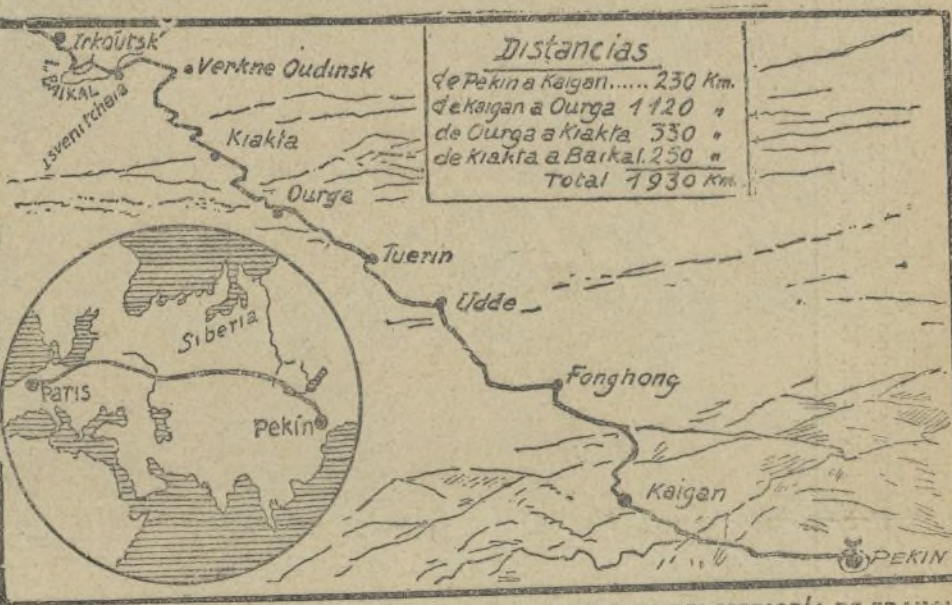 Irkoutsk
L. BAIKAL
Verkne Oudinsk
Kiakta
Ourga
Tuerin
Udde
Fonghong
Kaigan
PEKIN
Distancias
de Pekin a Kaigan...... 230 Km.
de Kaigan a Ourga 1120 "
de Ourga a Kiakta 330 "
de Kiakta a Baikal. 250 "
Total 1930 Km.
Siberia
Paris
Pekín